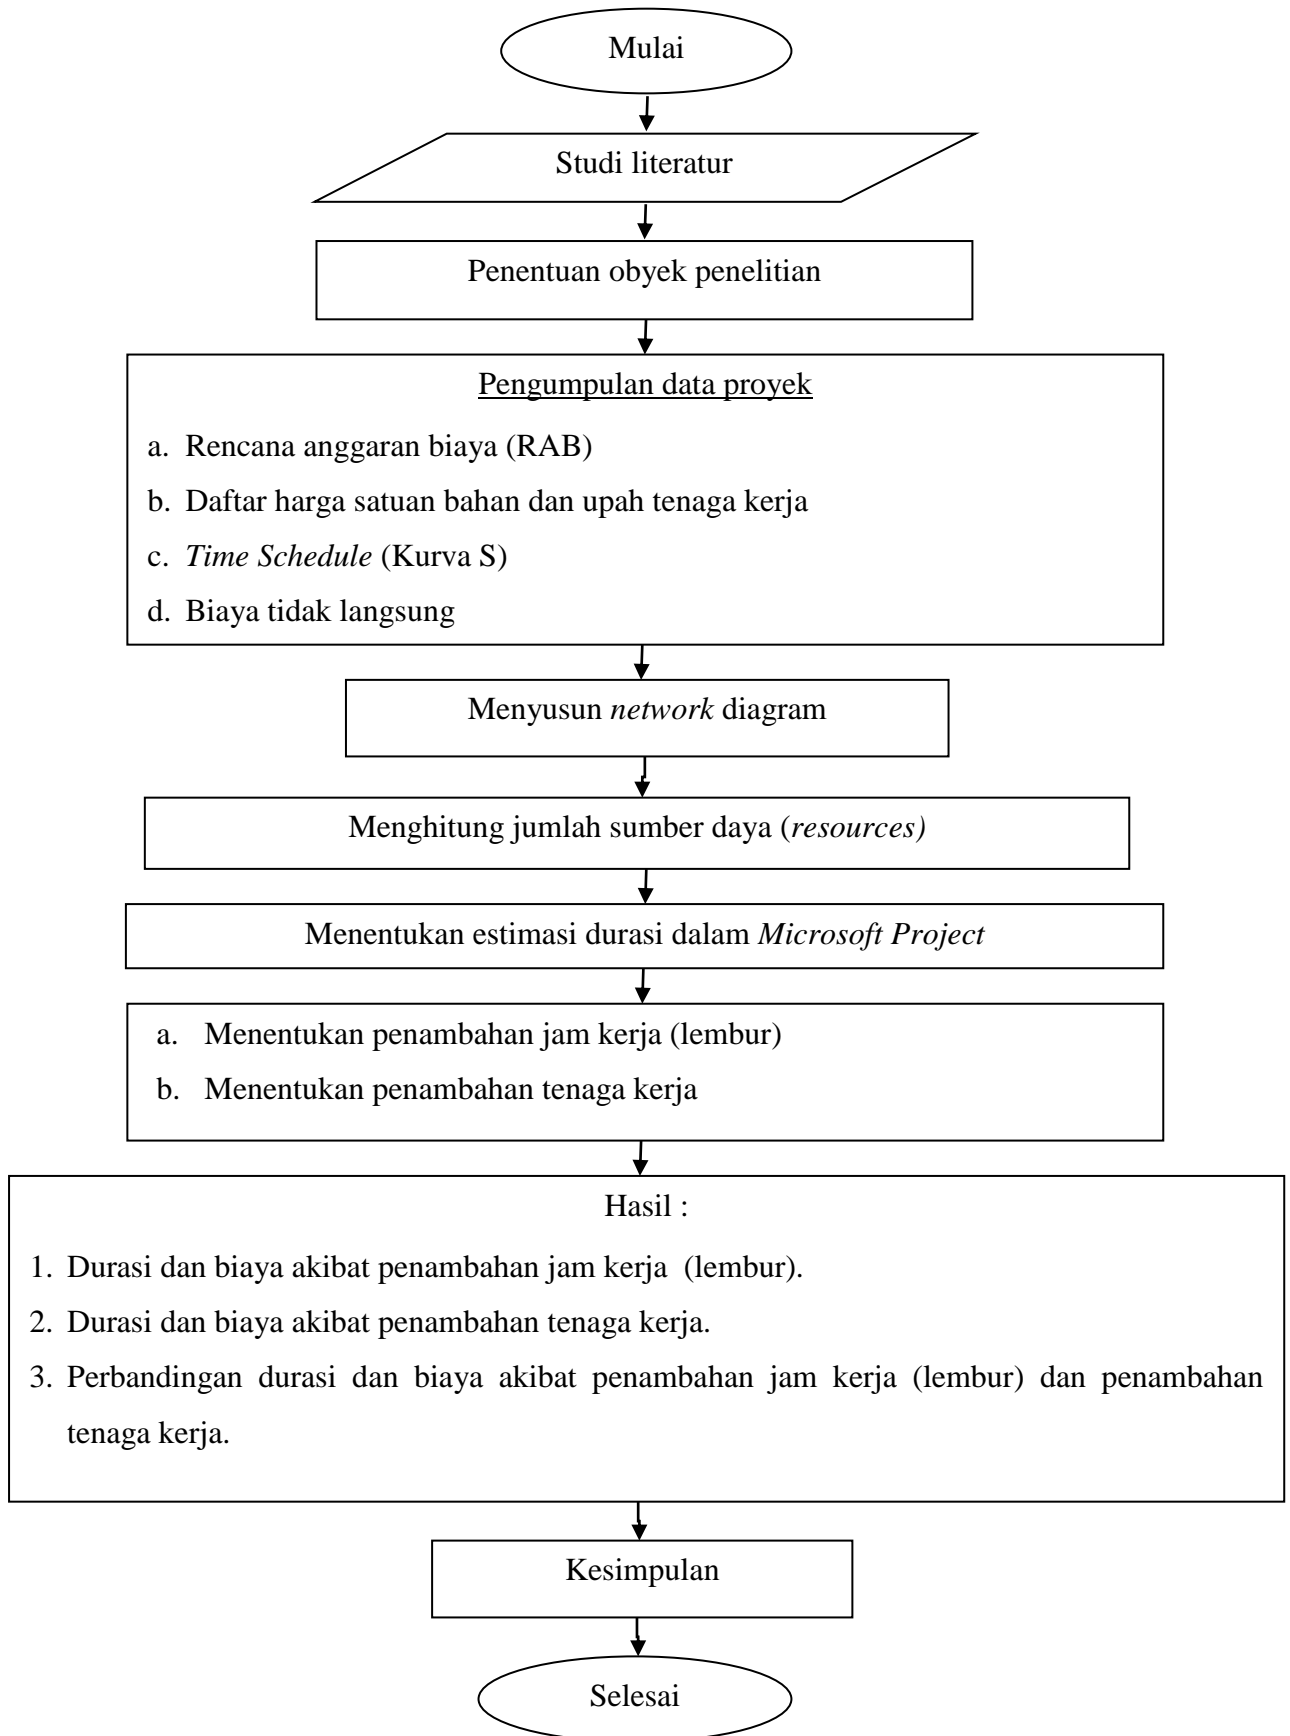 Mulai
Studi literatur
Penentuan obyek penelitian
Pengumpulan data proyek
a. Rencana anggaran biaya (RAB)
b. Daftar harga satuan bahan dan upah tenaga kerja
c. Time Schedule (Kurva S)
d. Biaya tidak langsung
Menyusun network diagram
Menghitung jumlah sumber daya (resources)
Menentukan estimasi durasi dalam Microsoft Project
a. Menentukan penambahan jam kerja (lembur)
b. Menentukan penambahan tenaga kerja
Hasil :
1. Durasi dan biaya akibat penambahan jam kerja (lembur).
2. Durasi dan biaya akibat penambahan tenaga kerja.
3. Perbandingan durasi dan biaya akibat penambahan jam kerja (lembur) dan penambahan
tenaga kerja.
Kesimpulan
Selesai